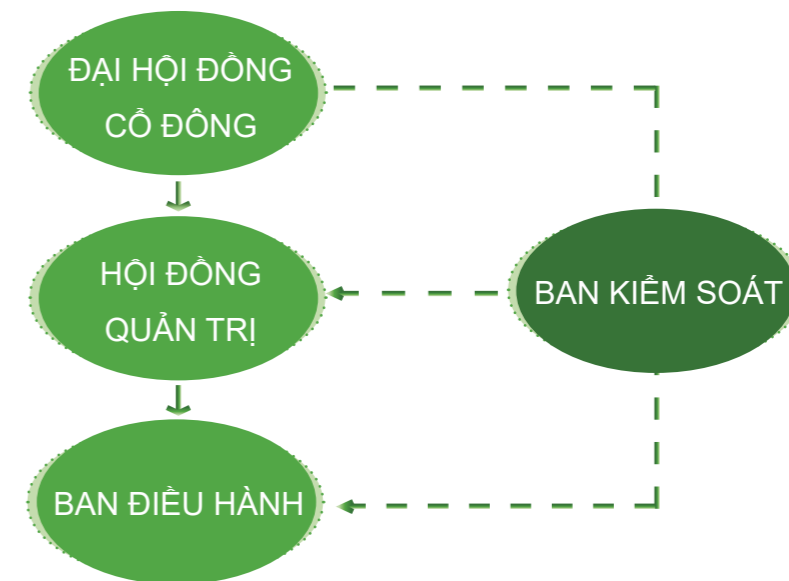 ĐẠI HỘI ĐỒNG
CỔ ĐÔNG
HỘI ĐỒNG
QUẢN TRỊ
BAN KIỂM SOÁT
BAN ĐIỀU HÀNH